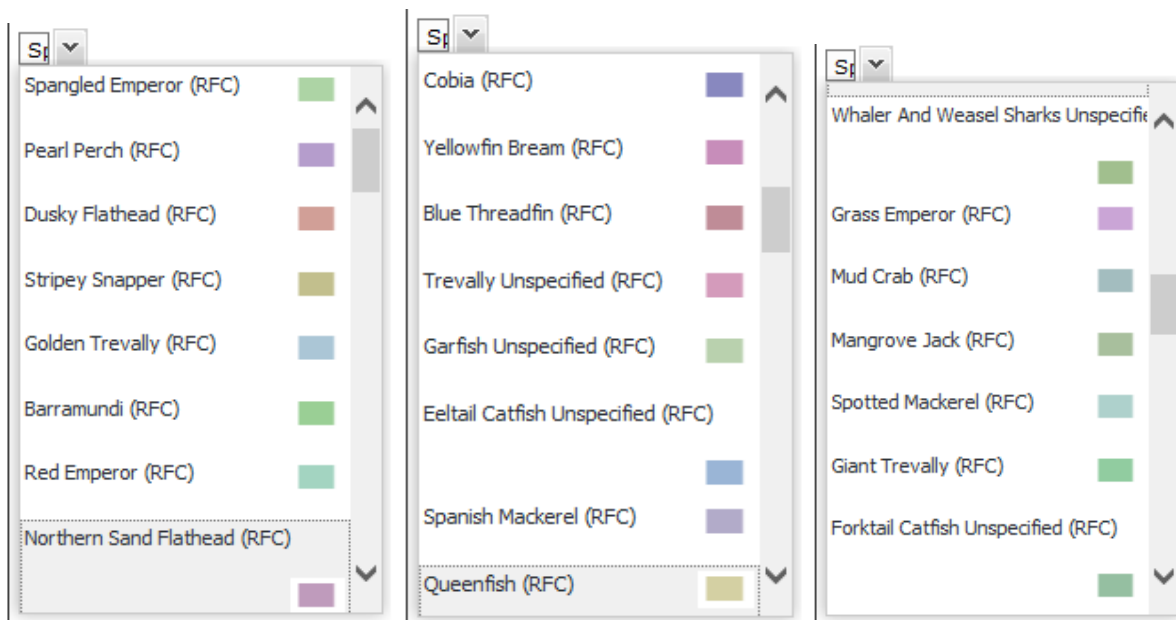 Sp
Spangled Emperor (RFC)
Pearl Perch (RFC)
Dusky Flathead (RFC)
Stripey Snapper (RFC)
Golden Trevally (RFC)
Barramundi (RFC)
Red Emperor (RFC)
Northern Sand Flathead (RFC)
Sp
Cobia (RFC)
Yellowfin Bream (RFC)
Blue Threadfin (RFC)
Trevally Unspecified (RFC)
Garfish Unspecified (RFC)
Eeltail Catfish Unspecified (RFC)
Spanish Mackerel (RFC)
Queenfish (RFC)
Sp
Whaler And Weasel Sharks Unspecifie
Grass Emperor (RFC)
Mud Crab (RFC)
Mangrove Jack (RFC)
Spotted Mackerel (RFC)
Giant Trevally (RFC)
Forktail Catfish Unspecified (RFC)